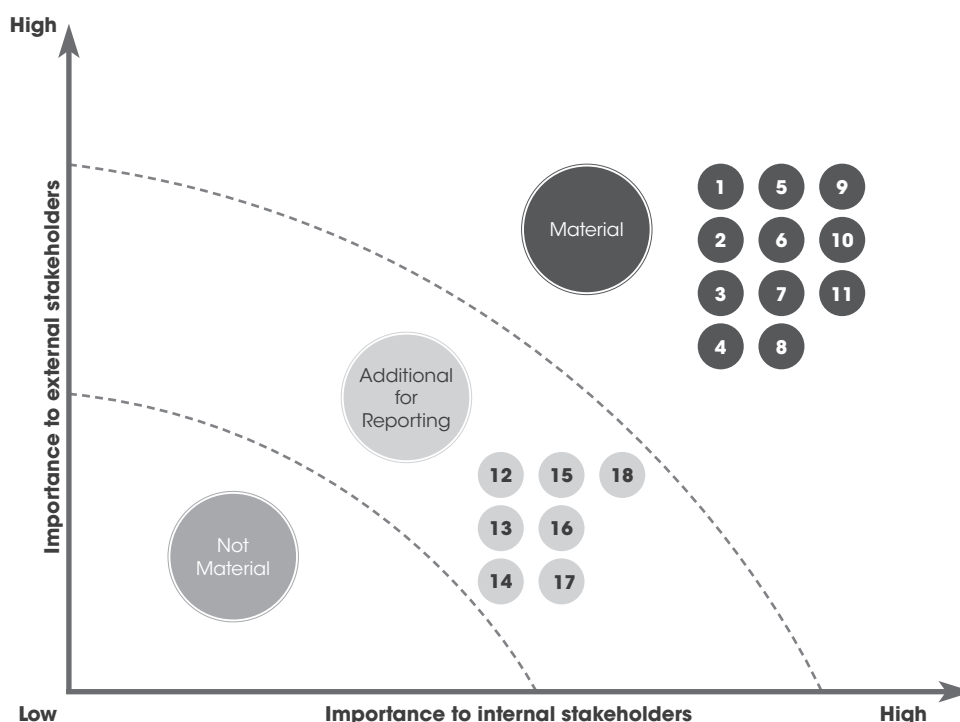 High
Importance to external stakeholders
Material
1 5 9
2 6 10
3 7 11
4 8
Additional
for
Reporting
12 15 18
13 16
14 17
Not
Material
Low
Importance to internal stakeholders
High